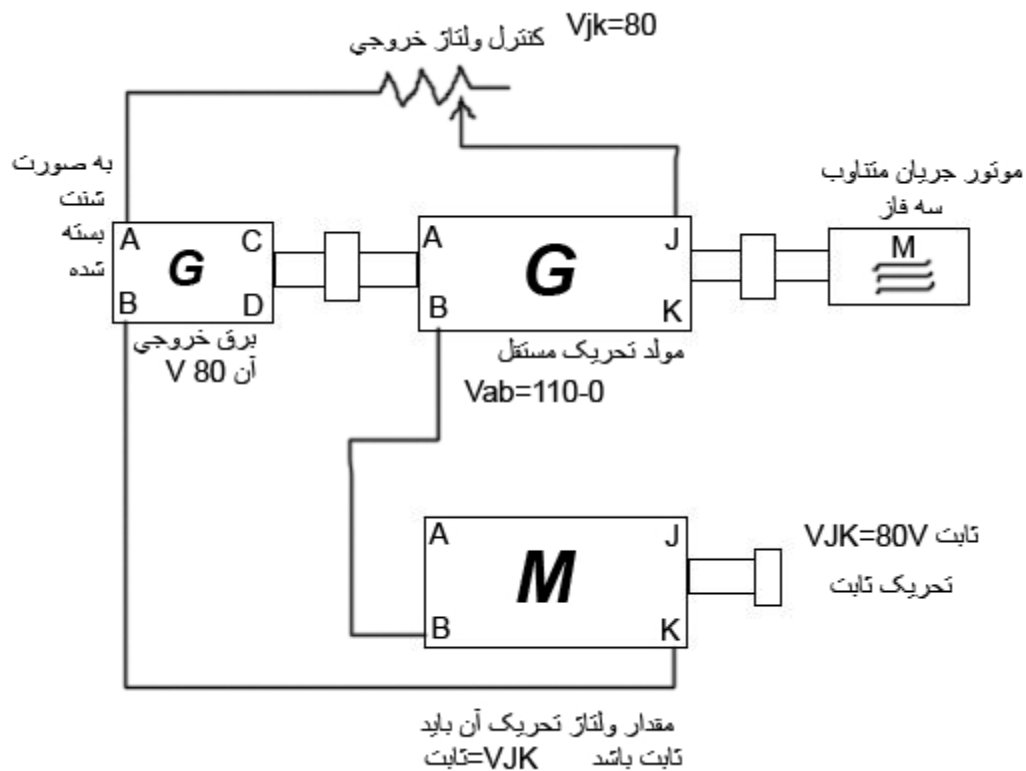 كنترل ولتاژ خروجي
Vjk=80
به صورت
شنت
بسته
شده
موتور جريان متناوب
سه فاز
A
C
G
B
D
A
J
G
B
K
M
برق خروجي
آن 80 V
مولد تحريک مستقل
Vab=110-0
A
J
M
B
K
VJK=80V ثابت
تحريک ثابت
مقدار ولتاژ تحريک آن بايد
ثابت باشد VJK=ثابت